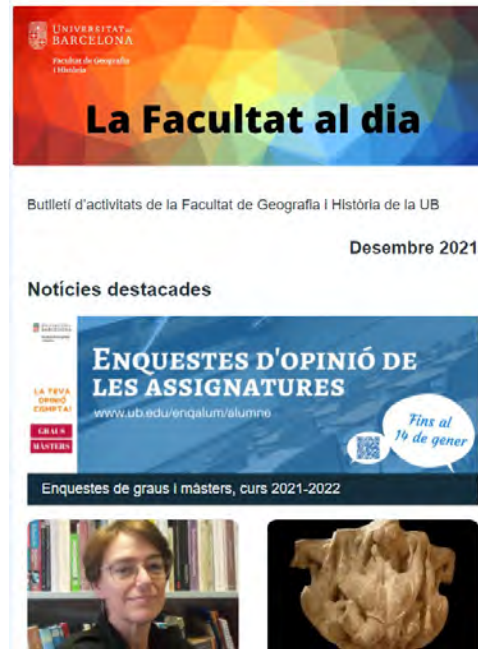 UNIVERSITAT DE
BARCELONA
Facultat de Geografia
i Història
La Facultat al dia
Butlletí d'activitats de la Facultat de Geografia i Història de la UB
Desembre 2021
Notícies destacades
ENQUESTES D'OPINIÓ DE
LES ASSIGNATURES
www.ub.edu/enqalum/alumne
LA TEVA
OPINIÓ
COMPTA!
GRAUS
MÀSTERS
Fins al
14 de gener
Enquestes de graus i màsters, curs 2021-2022